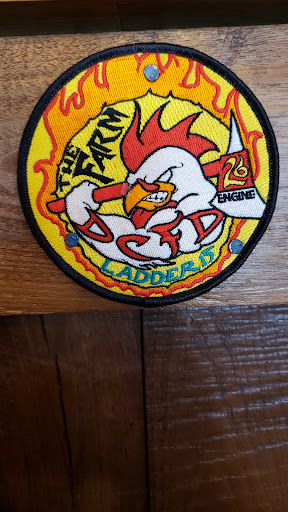 THE FARM
26
ENGINE
DCFD
LADDER 15